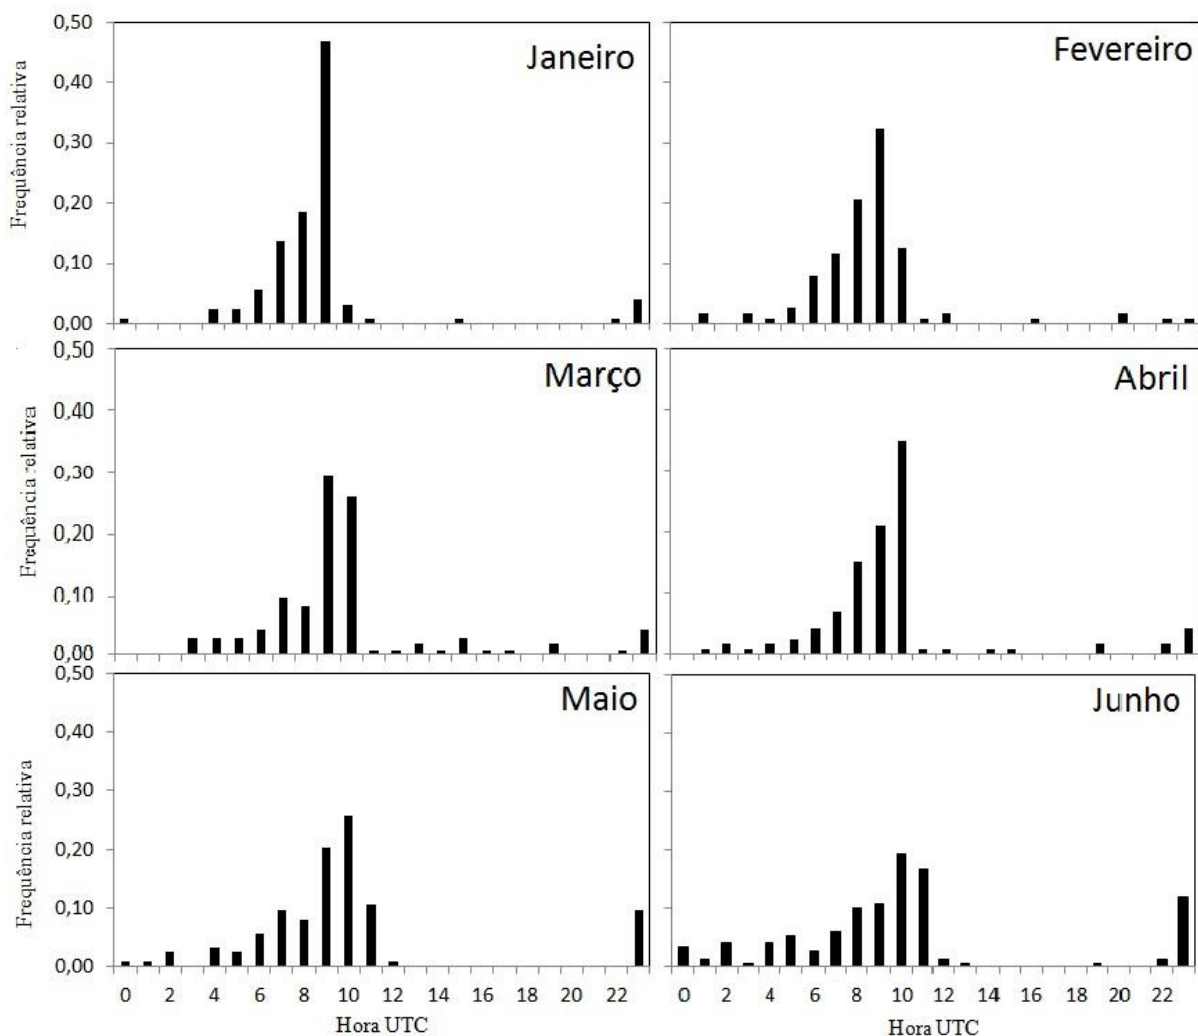 Janeiro
Frequência relativa
0,50
0,40
0,30
0,20
0,10
0,00
Fevereiro
Março
Frequência relativa
0,50
0,40
0,30
0,20
0,10
0,00
Abril
Maio
Frequência relativa
0,50
0,40
0,30
0,20
0,10
0,00
0 2 4 6 8 10 12 14 16 18 20 22
Hora UTC
Junho
0 2 4 6 8 10 12 14 16 18 20 22
Hora UTC